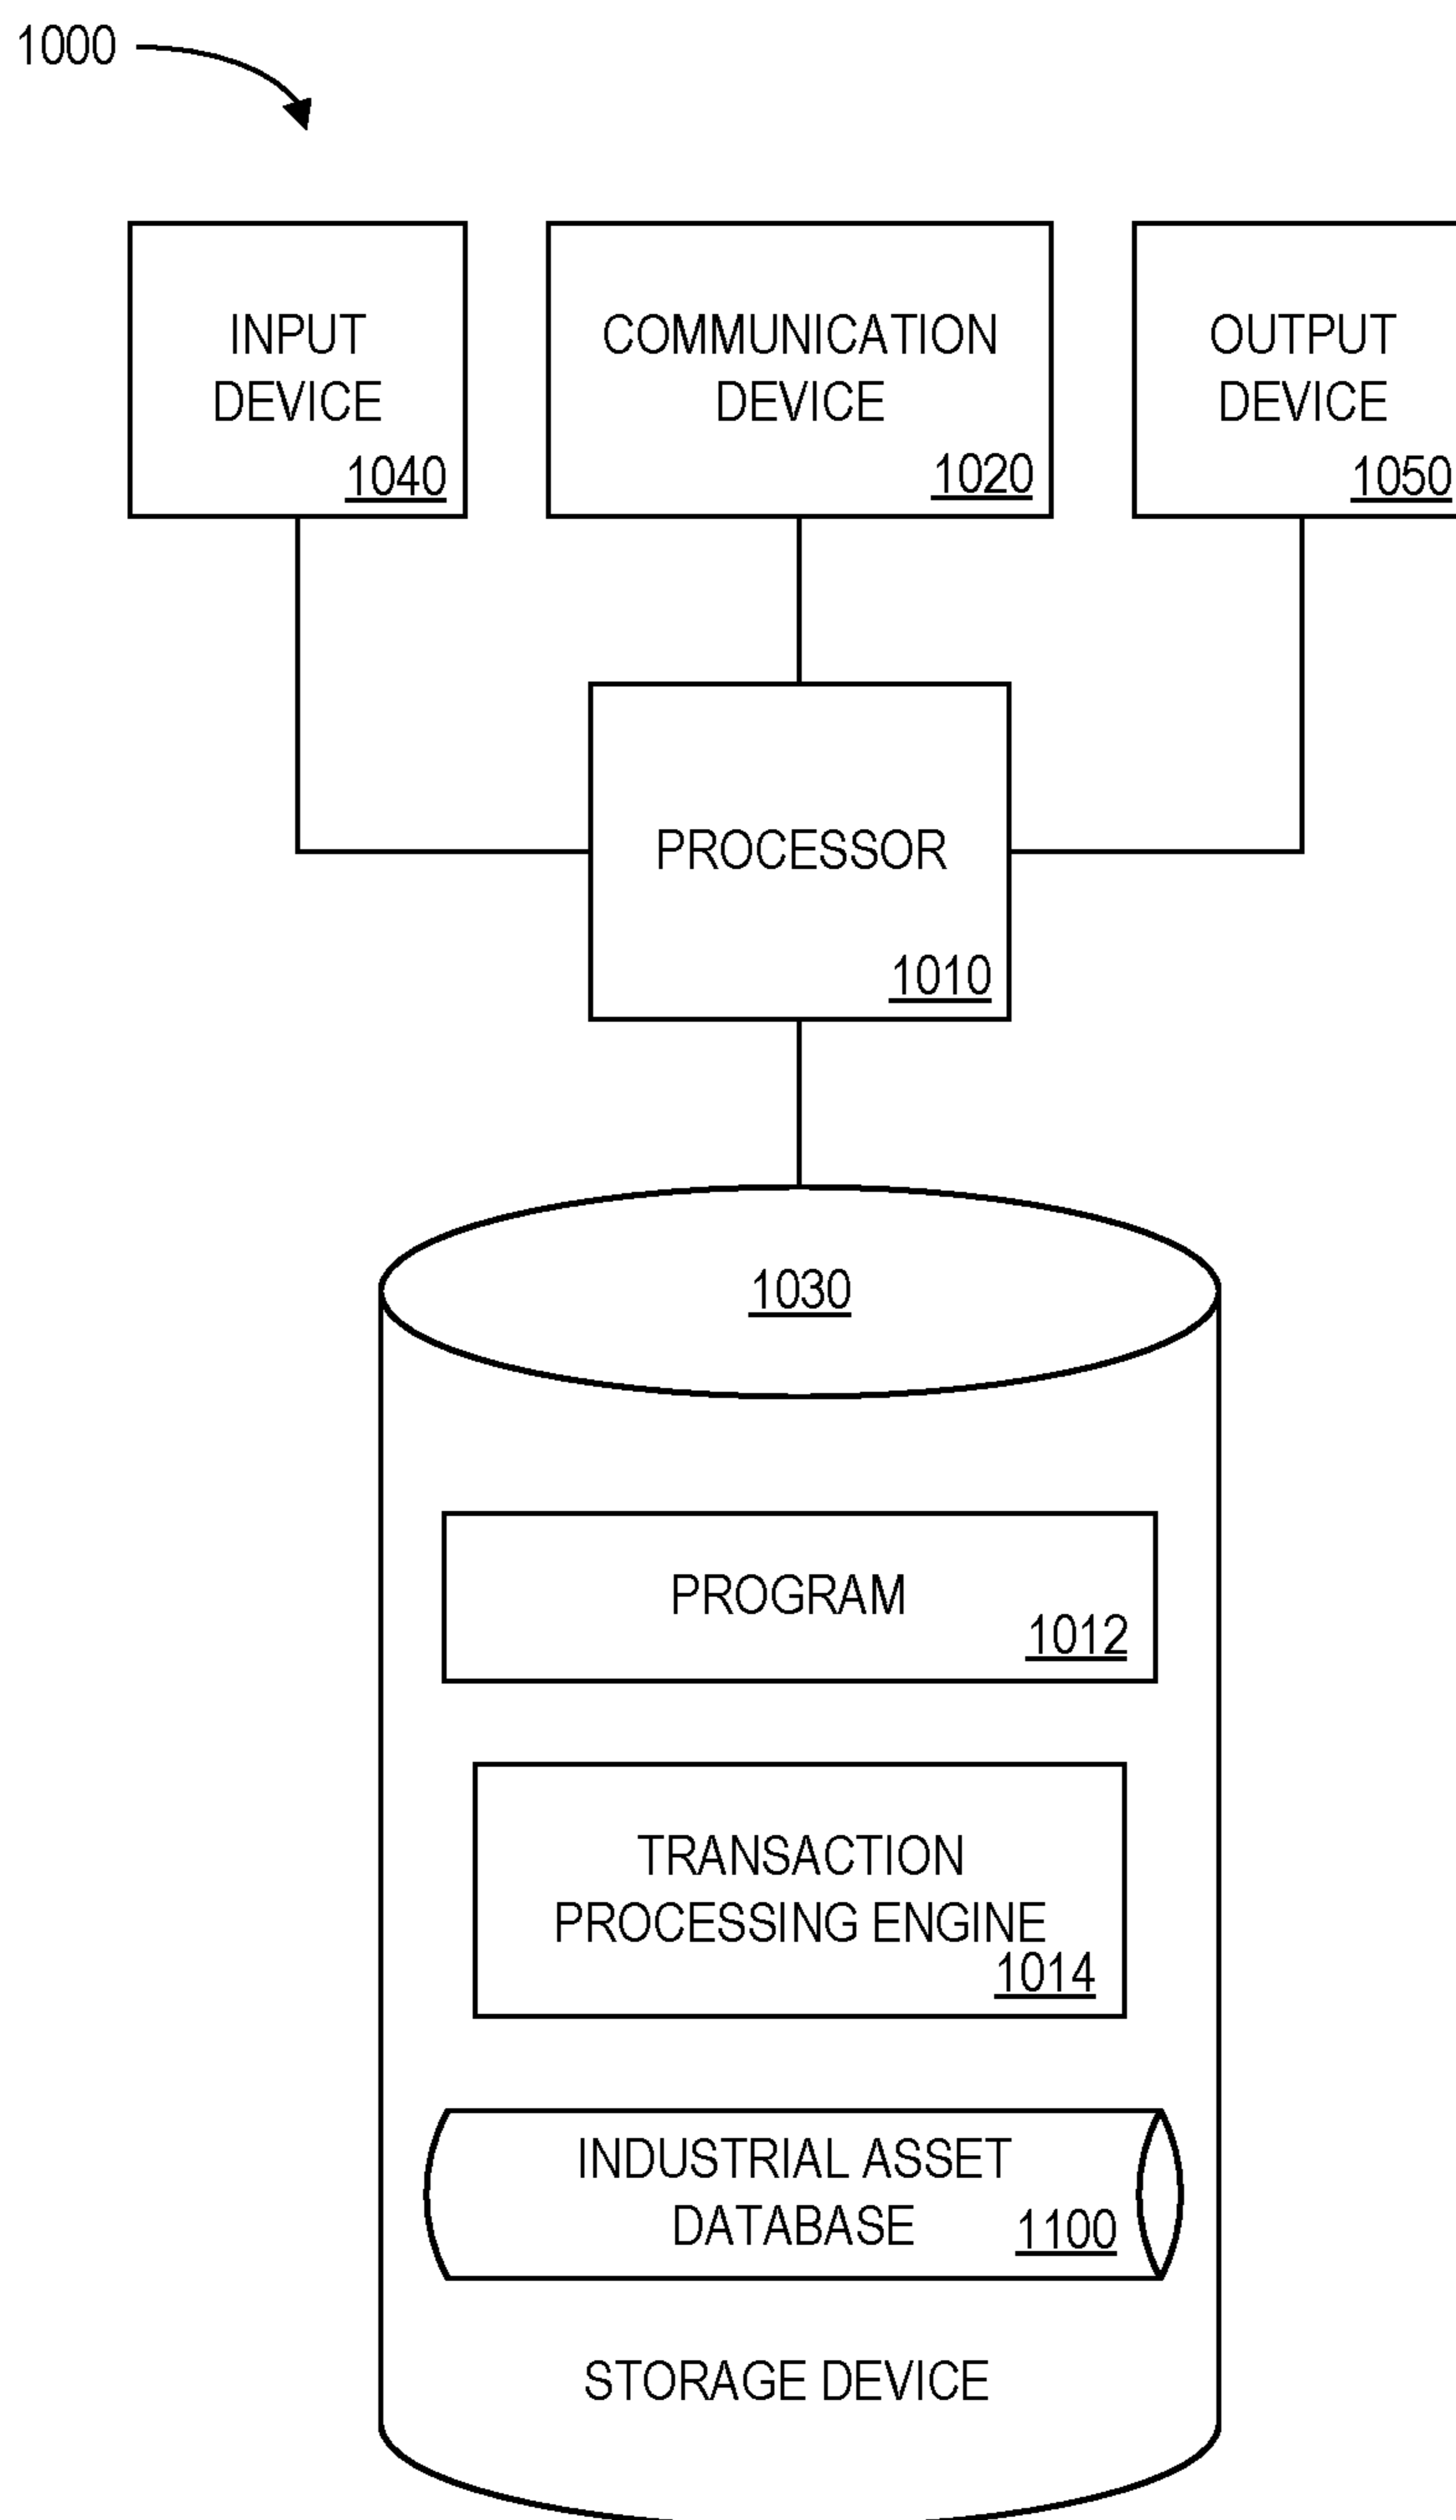 1000
INPUT
DEVICE
1040
COMMUNICATION
DEVICE
1020
OUTPUT
DEVICE
1050
PROCESSOR
1010
1030
PROGRAM
1012
TRANSACTION
PROCESSING ENGINE
1014
INDUSTRIAL ASSET
DATABASE
1100
STORAGE DEVICE